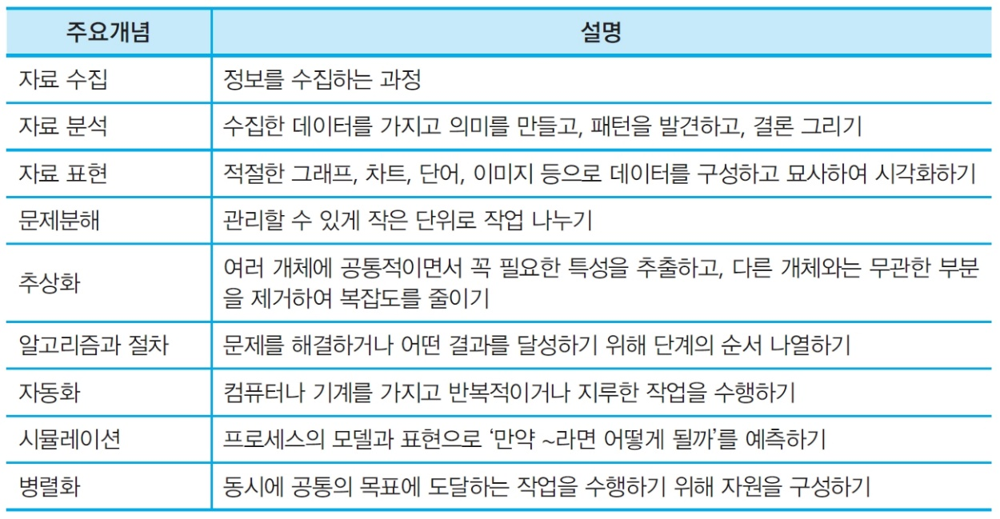 주요개념 설명
자료 수집 정보를 수집하는 과정
자료 분석 수집한 데이터를 가지고 의미를 만들고, 패턴을 발견하고, 결론 그리기
자료 표현 적절한 그래프, 차트, 단어, 이미지 등으로 데이터를 구성하고 묘사하여 시각화하기
문제분해 관리할 수 있게 작은 단위로 작업 나누기
추상화 여러 개체에 공통적이면서 꼭 필요한 특성을 추출하고, 다른 개체와는 무관한 부분
을 제거하여 복잡도를 줄이기
알고리즘과 절차 문제를 해결하거나 어떤 결과를 달성하기 위해 단계의 순서 나열하기
자동화 컴퓨터나 기계를 가지고 반복적이거나 지루한 작업을 수행하기
시뮬레이션 프로세스의 모델과 표현으로 ‘만약 ~라면 어떻게 될까’를 예측하기
병렬화 동시에 공통의 목표에 도달하는 작업을 수행하기 위해 자원을 구성하기